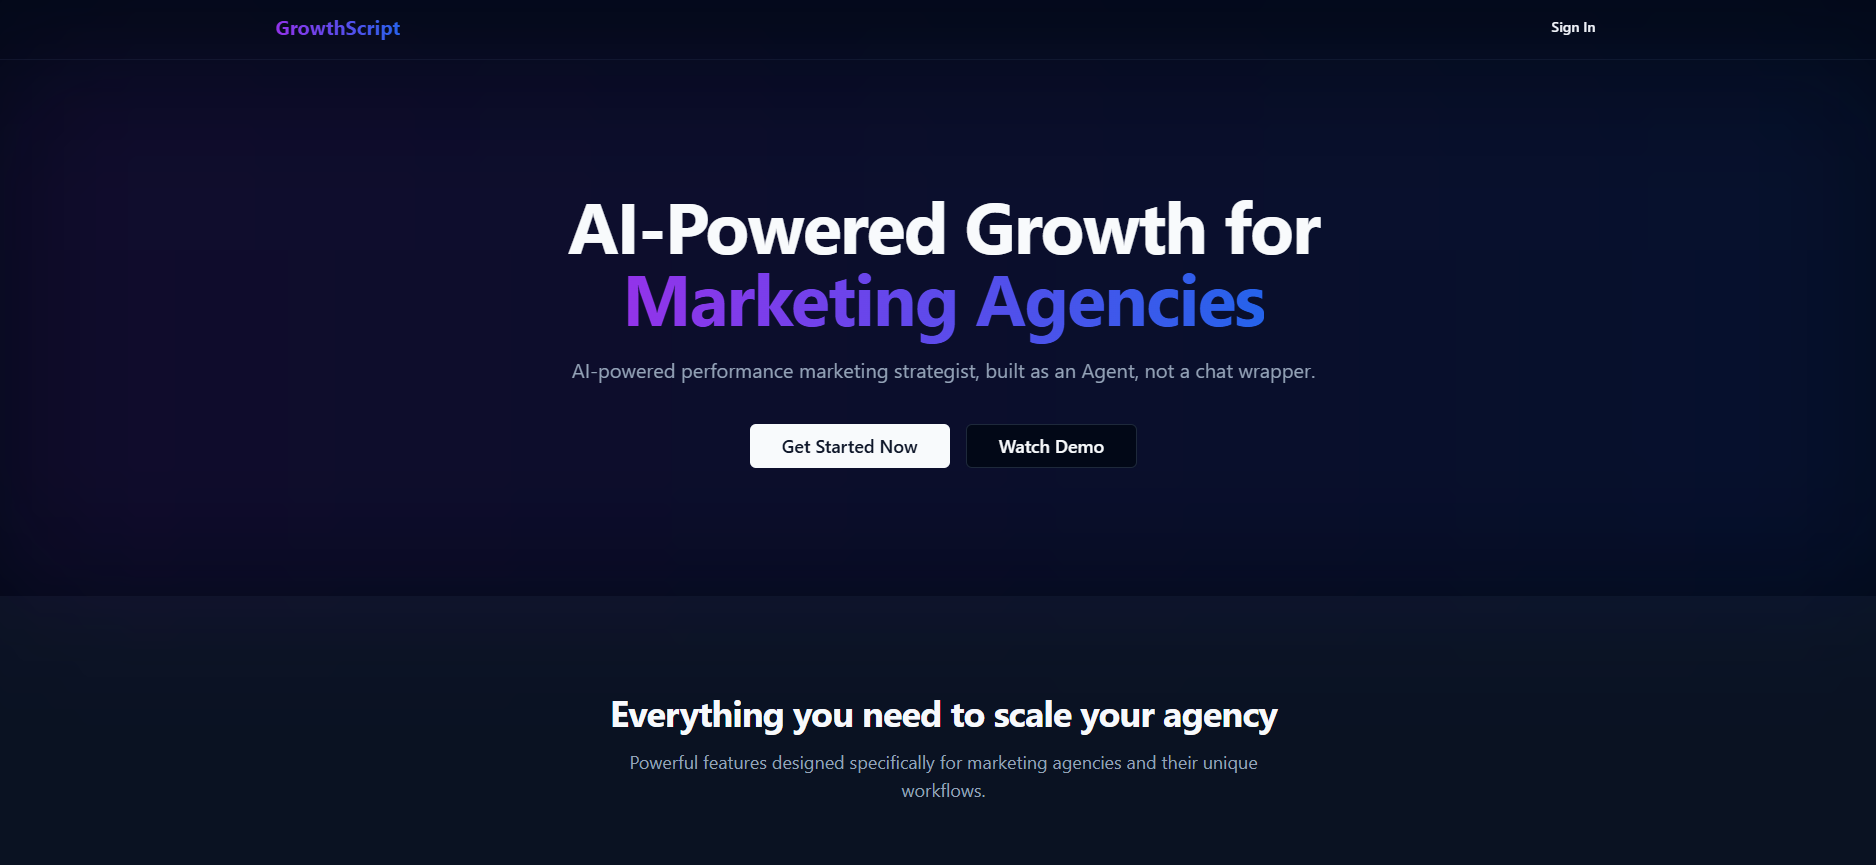 GrowthScript
Sign In
AI-Powered Growth for
Marketing Agencies
AI-powered performance marketing strategist, built as an Agent, not a chat wrapper.
Get Started Now
Watch Demo
Everything you need to scale your agency
Powerful features designed specifically for marketing agencies and their unique
workflows.